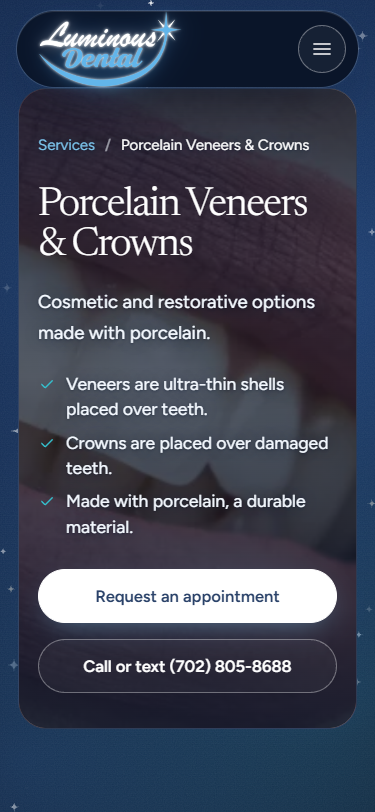 Luminous
Dental
Services / Porcelain Veneers & Crowns
Porcelain Veneers
& Crowns
Cosmetic and restorative options
made with porcelain.
Veneers are ultra-thin shells
placed over teeth.
Crowns are placed over damaged
teeth.
Made with porcelain, a durable
material.
Request an appointment
Call or text (702) 805-8688